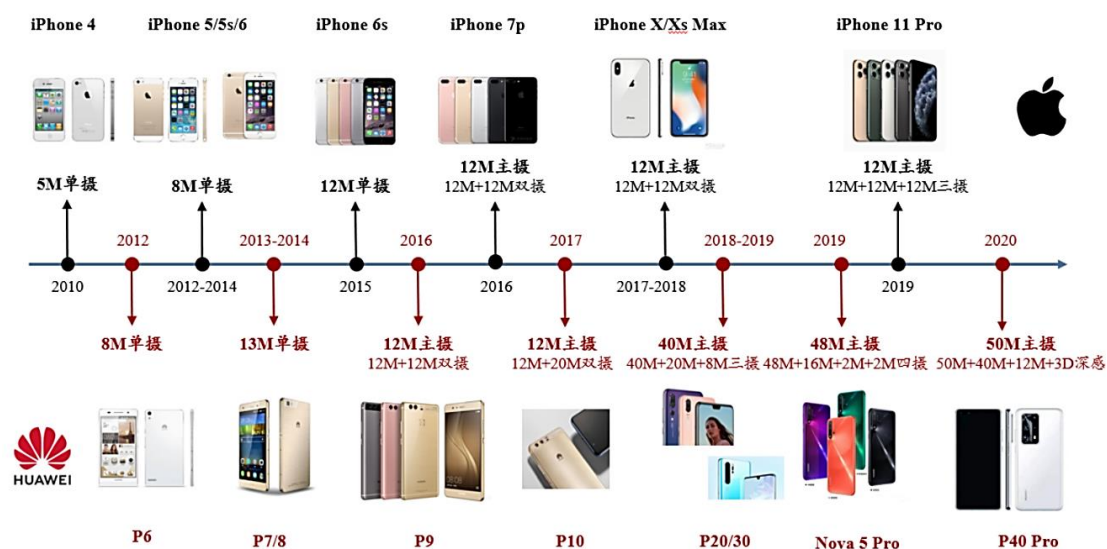 iPhone 4
iPhone 5/5s/6
iPhone 6s
iPhone 7p
iPhone X/Xs Max
iPhone 11 Pro
5M单摄
8M单摄
12M单摄
12M主摄
12M+12M双摄
12M主摄
12M+12M双摄
12M主摄
12M+12M+12M三摄
2012
2013-2014
2016
2017
2018-2019
2019
2020
2010
2012-2014
2015
2016
2017-2018
2019
8M单摄
13M单摄
12M主摄
12M+12M双摄
12M主摄
12M+20M双摄
40M主摄
40M+20M+8M三摄
48M主摄
48M+16M+2M+2M四摄
50M主摄
50M+40M+12M+3D深感
HUAWEI
P6
P7/8
P9
P10
P20/30
Nova 5 Pro
P40 Pro